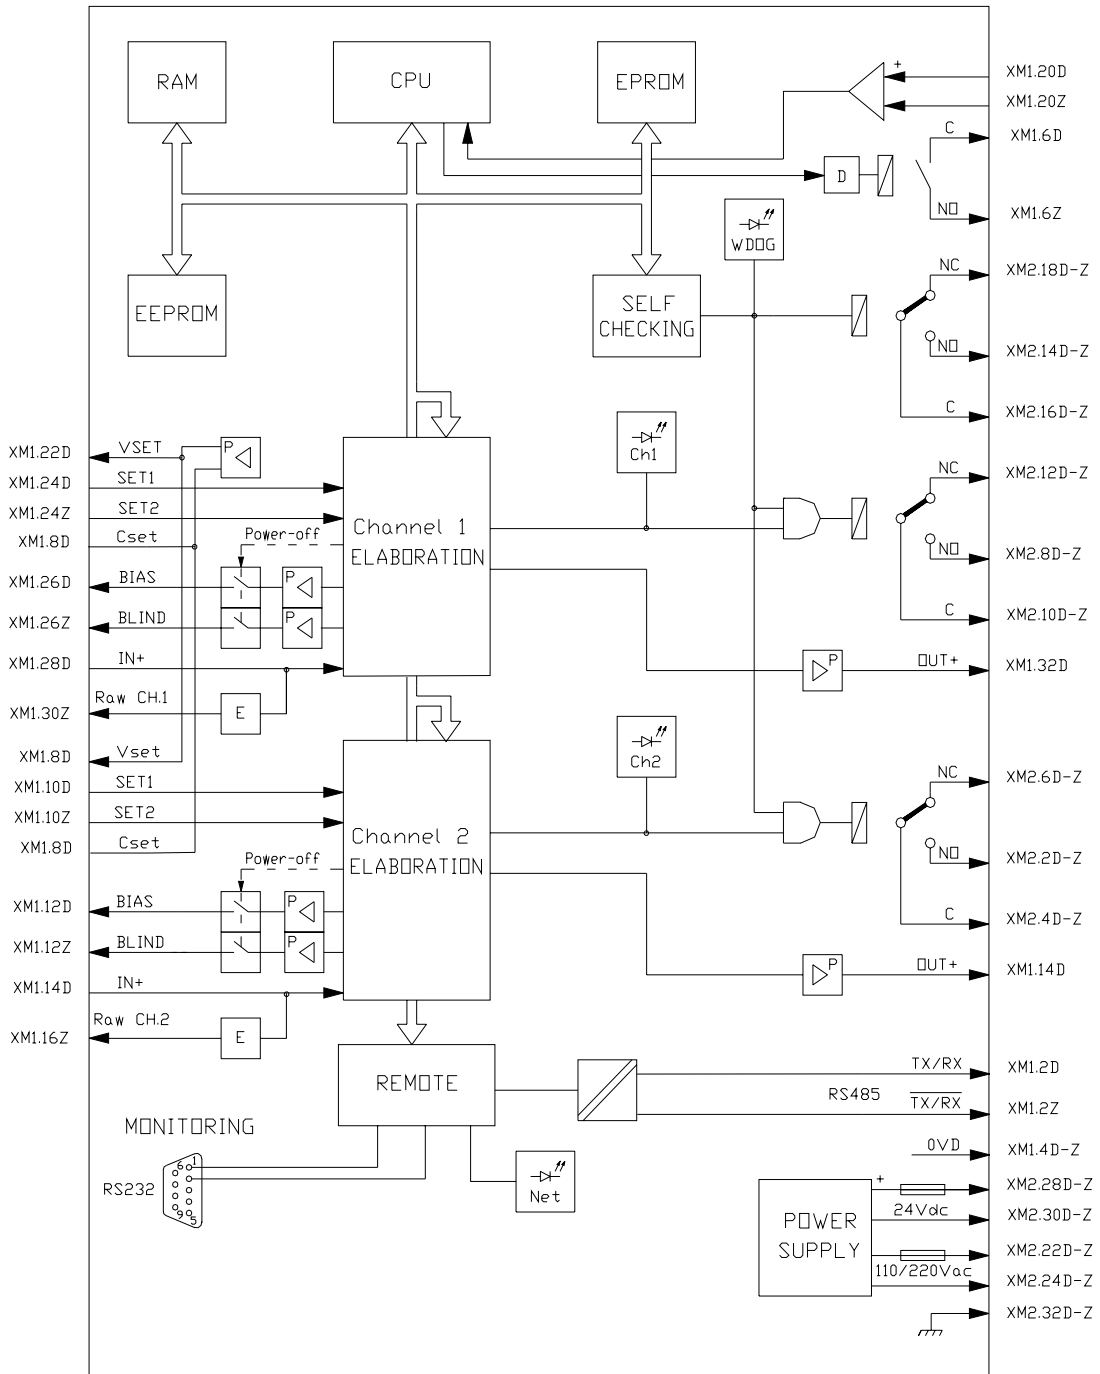 RAM
CPU
EPROM
+
XM1.20D
XM1.20Z
C
XM1.6D
D
NO
XM1.6Z
WDOG
EEPROM
SELF
CHECKING
NC
XM2.18D-Z
NO
XM2.14D-Z
C
XM2.16D-Z
XM1.22D
VSET
P
XM1.24D
SET1
XM1.24Z
SET2
XM1.8D
Cset
Power-off
XM1.26D
BIAS
P
XM1.26Z
BLIND
P
XM1.28D
IN+
Raw CH.1
XM1.30Z
E
Channel 1
ELABORATION
Ch1
NC
XM2.12D-Z
NO
XM2.8D-Z
C
XM2.10D-Z
P
OUT+
XM1.32D
XM1.8D
Vset
XM1.10D
SET1
XM1.10Z
SET2
XM1.8D
Cset
Power-off
XM1.12D
BIAS
P
XM1.12Z
BLIND
P
XM1.14D
IN+
Raw CH.2
XM1.16Z
E
Channel 2
ELABORATION
Ch2
NC
XM2.6D-Z
NO
XM2.2D-Z
C
XM2.4D-Z
P
OUT+
XM1.14D
REMOTE
TX/RX
XM1.2D
RS485
TX/RX
XM1.2Z
0VD
XM1.4D-Z
MONITORING
RS232
6
1
9
5
Net
POWER
SUPPLY
+
XM2.28D-Z
24Vdc
XM2.30D-Z
XM2.22D-Z
110/220Vac
XM2.24D-Z
XM2.32D-Z